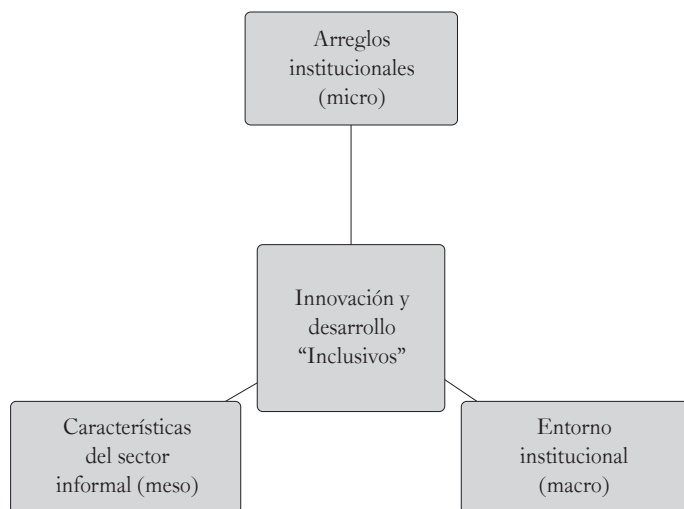 Arreglos
institucionales
(micro)
Innovación y
desarrollo
“Inclusivos”
Características
del sector
informal (meso)
Entorno
institucional
(macro)